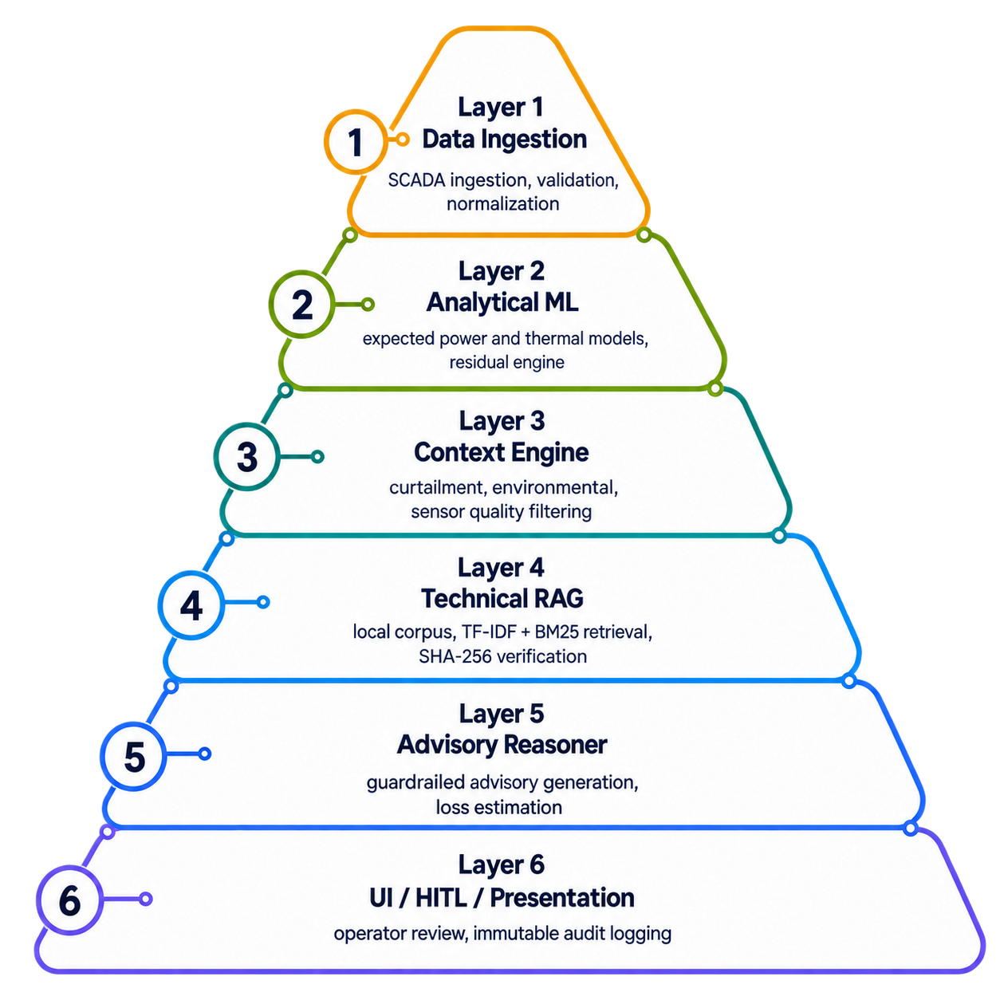 1
Layer 1
Data Ingestion
SCADA ingestion, validation,
normalization
2
Layer 2
Analytical ML
expected power and thermal models,
residual engine
3
Layer 3
Context Engine
curtailment, environmental,
sensor quality filtering
4
Layer 4
Technical RAG
local corpus, TF-IDF + BM25 retrieval,
SHA-256 verification
5
Layer 5
Advisory Reasoner
guardrailed advisory generation,
loss estimation
6
Layer 6
UI / HITL / Presentation
operator review, immutable audit logging